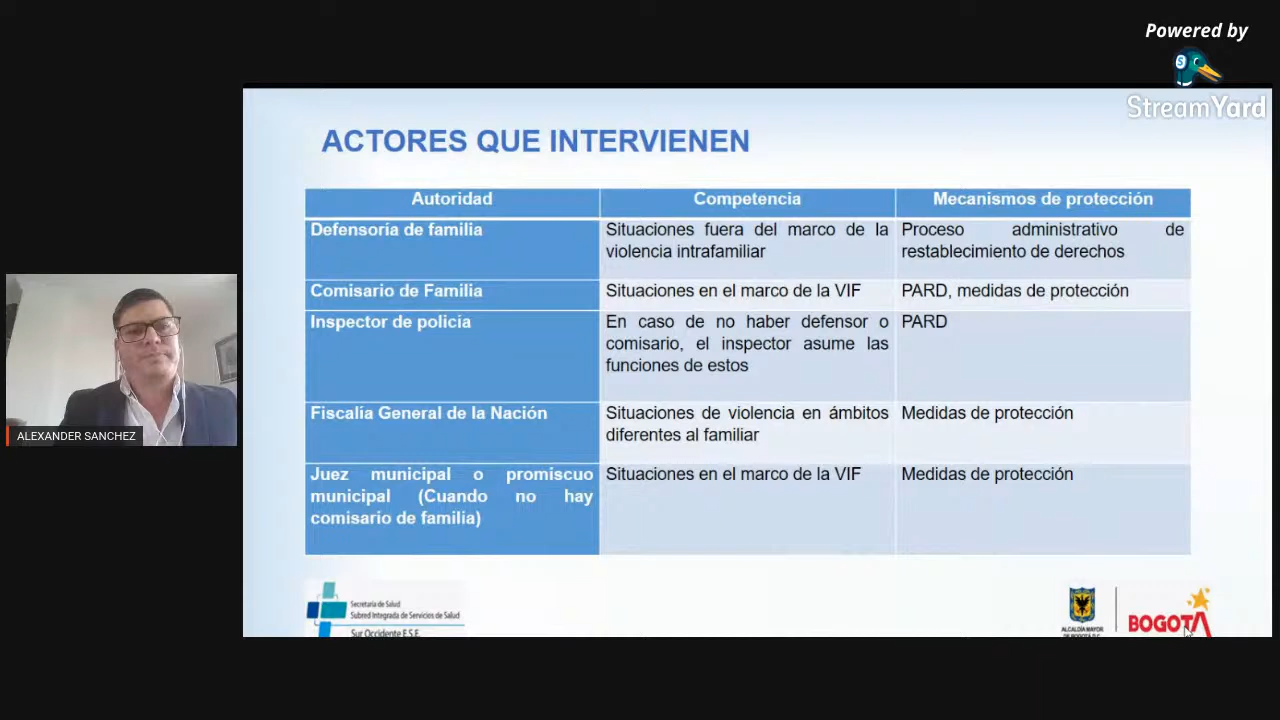 Powered by
StreamYard
ACTORES QUE INTERVIENEN
Autoridad
Competencia
Mecanismos de protección
Defensoría de familia
Situaciones fuera del marco de la
violencia intrafamiliar
Proceso administrativo de
restablecimiento de derechos
Comisario de Familia
Situaciones en el marco de la VIF
PARD, medidas de protección
Inspector de policía
En caso de no haber defensor o
comisario, el inspector asume las
funciones de estos
PARD
Fiscalía General de la Nación
Situaciones de violencia en ámbitos
diferentes al familiar
Medidas de protección
Juez municipal o promiscuo
municipal (Cuando no hay
comisario de familia)
Situaciones en el marco de la VIF
Medidas de protección
ALEXANDER SANCHEZ
Secretaría de Salud
Subred Integrada de Servicios de Salud
Sur Occidente E.S.E.
ALCALDÍA MAYOR
DE BOGOTÁ D.C.
BOGOTÁ